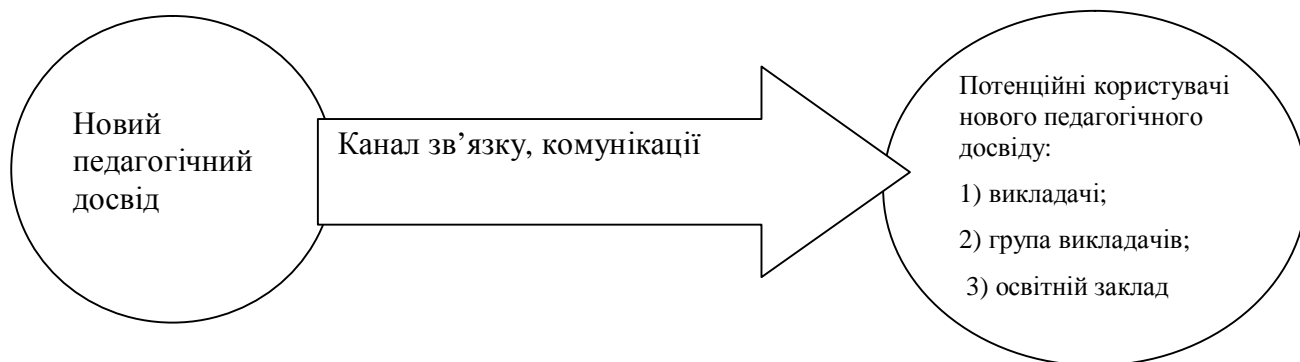 Новий
педагогічний
досвід
Канал зв’язку, комунікації
Потенційні користувачі
нового педагогічного
досвіду:
1) викладачі;
2) група викладачів;
3) освітній заклад